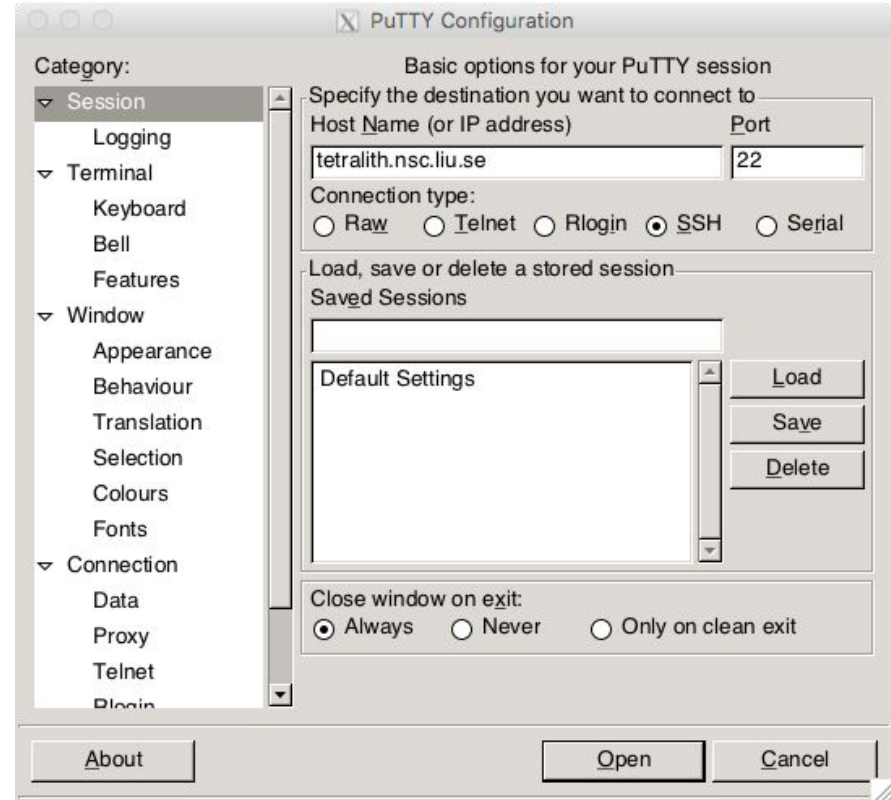 PuTTY Configuration
Category:
Session
Logging
Terminal
Keyboard
Bell
Features
Window
Appearance
Behaviour
Translation
Selection
Colours
Fonts
Connection
Data
Proxy
Telnet
Rlogin
Basic options for your PuTTY session
Specify the destination you want to connect to
Host Name (or IP address) Port
tetralith.nsc.liu.se 22
Connection type:
Raw Telnet Rlogin SSH Serial
Load, save or delete a stored session
Saved Sessions
Default Settings
Load
Save
Delete
Close window on exit:
Always Never Only on clean exit
About Open Cancel